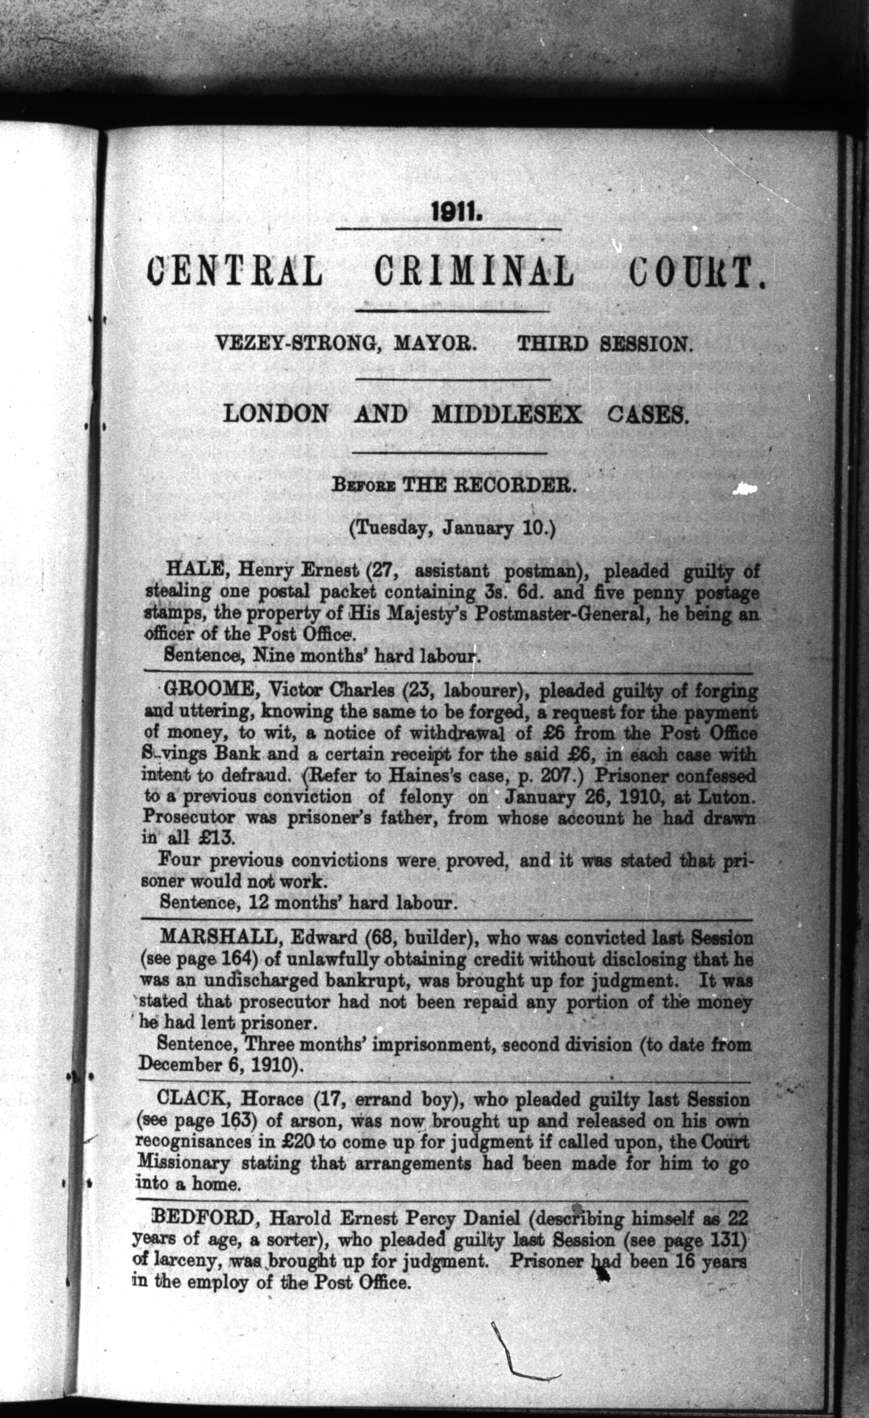 1911.
CENTRAL CRIMINAL COURT.
VEZEY-STRONG, MAYOR. THIRD SESSION.
LONDON AND MIDDLESEX CASES.
BEFORE THE RECORDER.
(Tuesday, January 10.)
HALE, Henry Ernest (27, assistant postman), pleaded guilty of
stealing one postal packet containing 3s. 6d. and five penny postage
stamps, the property of His Majesty's Postmaster-General, he being an
officer of the Post Office.
Sentence, Nine months' hard labour.
GROOME, Victor Charles (23, labourer), pleaded guilty of forging
and uttering, knowing the same to be forged, a request for the payment
of money, to wit, a notice of withdrawal of £6 from the Post Office
Savings Bank and a certain receipt for the said £6, in each case with
intent to defraud. (Refer to Haines's case, p. 207.) Prisoner confessed
to a previous conviction of felony on January 26, 1910, at Luton.
Prosecutor was prisoner's father, from whose account he had drawn
in all £13.
Four previous convictions were proved, and it was stated that pri-
soner would not work.
Sentence, 12 months' hard labour.
MARSHALL, Edward (68, builder), who was convicted last Session
(see page 164) of unlawfully obtaining credit without disclosing that he
was an undischarged bankrupt, was brought up for judgment. It was
stated that prosecutor had not been repaid any portion of the money
he had lent prisoner.
Sentence, Three months' imprisonment, second division (to date from
December 6, 1910).
CLACK, Horace (17, errand boy), who pleaded guilty last Session
(see page 163) of arson, was now brought up and released on his own
recognisances in £20 to come up for judgment if called upon, the Court
Missionary stating that arrangements had been made for him to go
into a home.
BEDFORD, Harold Ernest Percy Daniel (describing himself as 22
years of age, a sorter), who pleaded guilty last Session (see page 131)
of larceny, was brought up for judgment. Prisoner had been 16 years
in the employ of the Post Office.